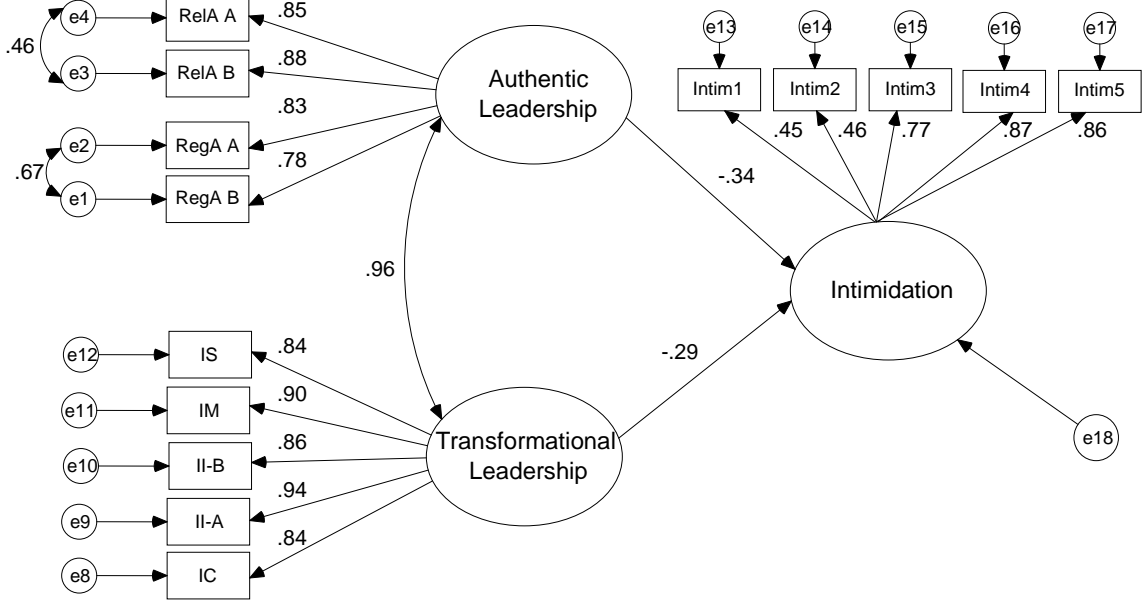 e4
RelA A
.85
.46
e3
RelA B
.88
e2
RegA A
.83
.67
e1
RegA B
.78
Authentic
Leadership
e13
e14
e15
e16
e17
Intim1
Intim2
Intim3
Intim4
Intim5
.45
.46
.77
.87
.86
-.34
.96
Intimidation
-.29
e12
IS
.84
e11
IM
.90
e10
II-B
.86
e9
II-A
.94
e8
IC
.84
Transformational
Leadership
e18